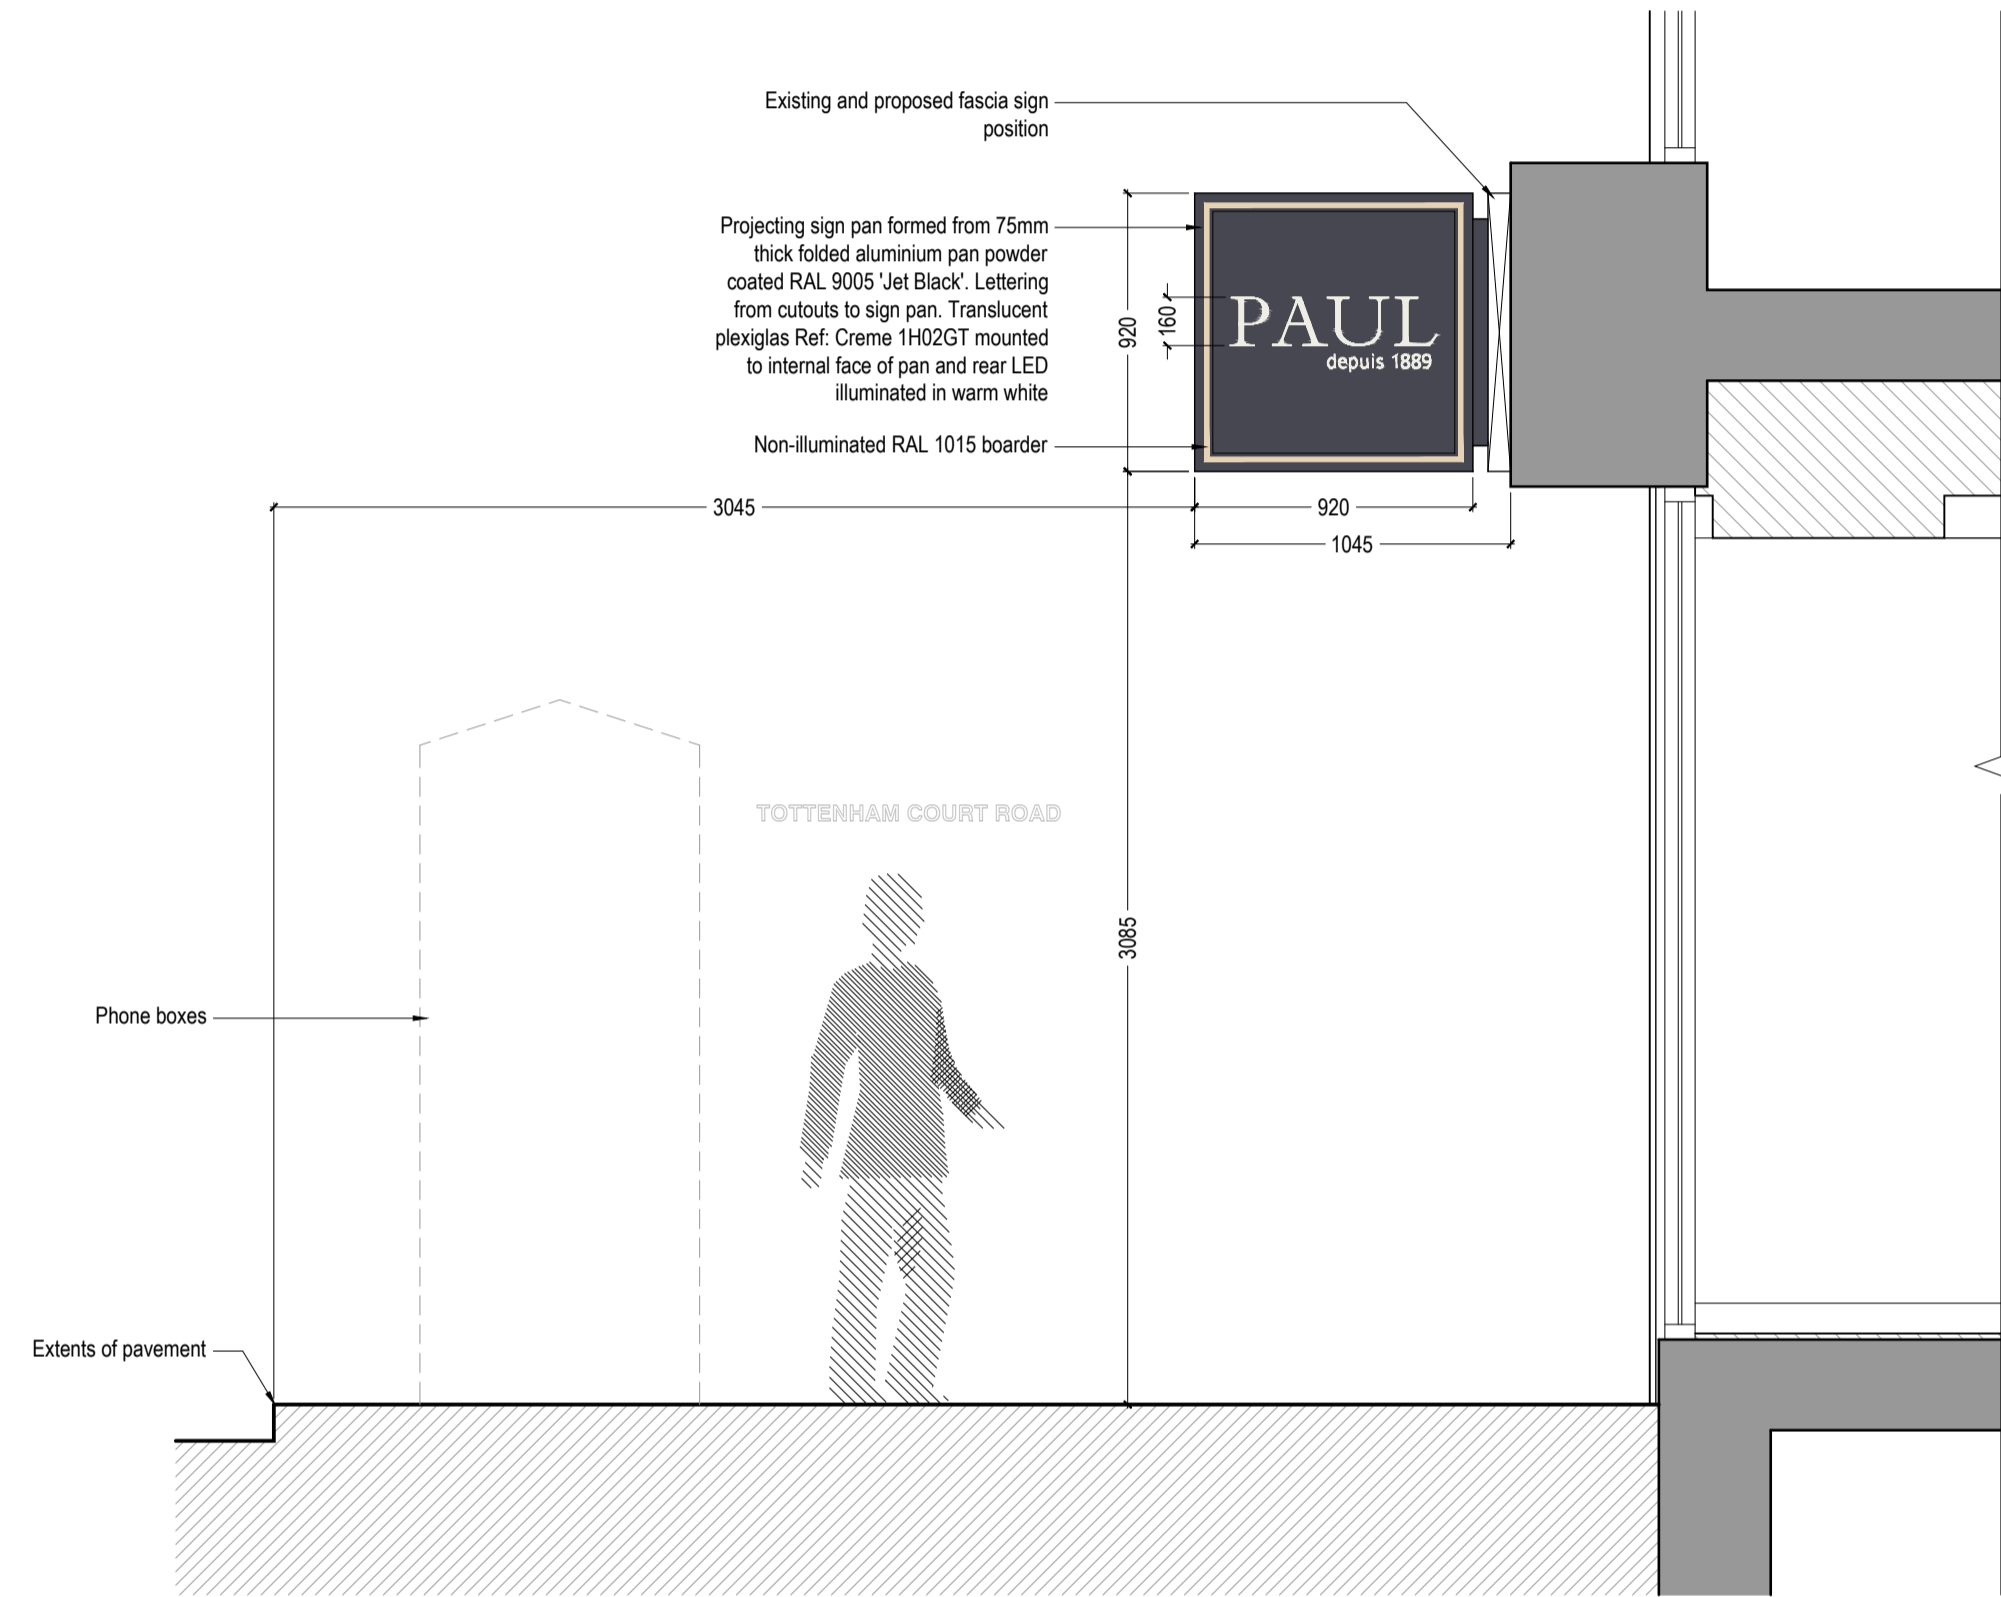 Existing and proposed fascia sign
position
Projecting sign pan formed from 75mm
thick folded aluminium pan powder
coated RAL 9005 'Jet Black'. Lettering
from cutouts to sign pan. Translucent
plexiglas Ref: Creme 1H02GT mounted
to internal face of pan and rear LED
illuminated in warm white
Non-illuminated RAL 1015 boarder
920
160
PAUL
depuis 1889
3045
920
1045
TOTTENHAM COURT ROAD
3085
Phone boxes
Extents of pavement